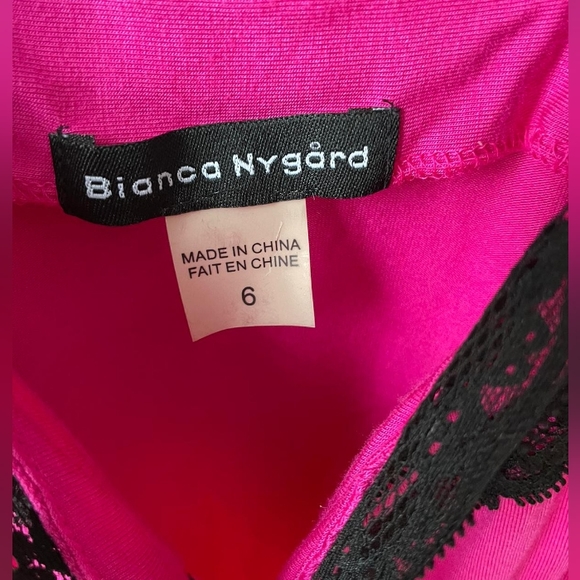 Bianca Nygård
MADE IN CHINA
FAIT EN CHINE
6